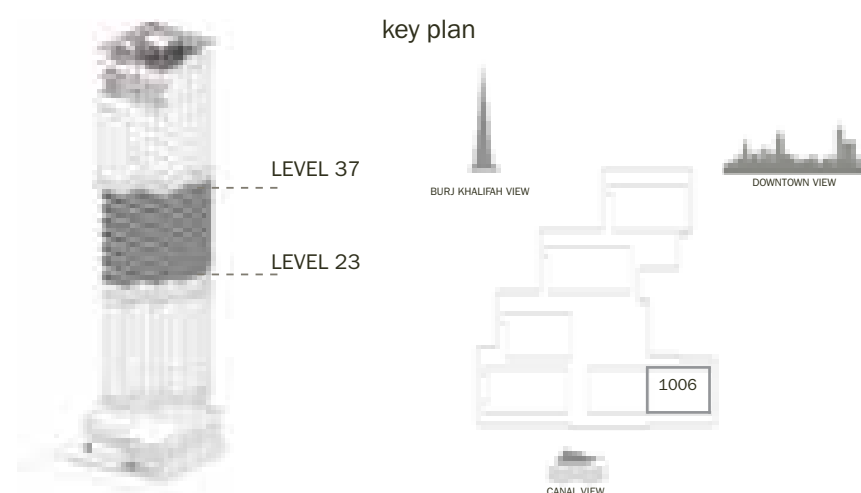 key plan
LEVEL 37
LEVEL 23
BURJ KHALIFAH VIEW
DOWNTOWN VIEW
1006
CANAL VIEW